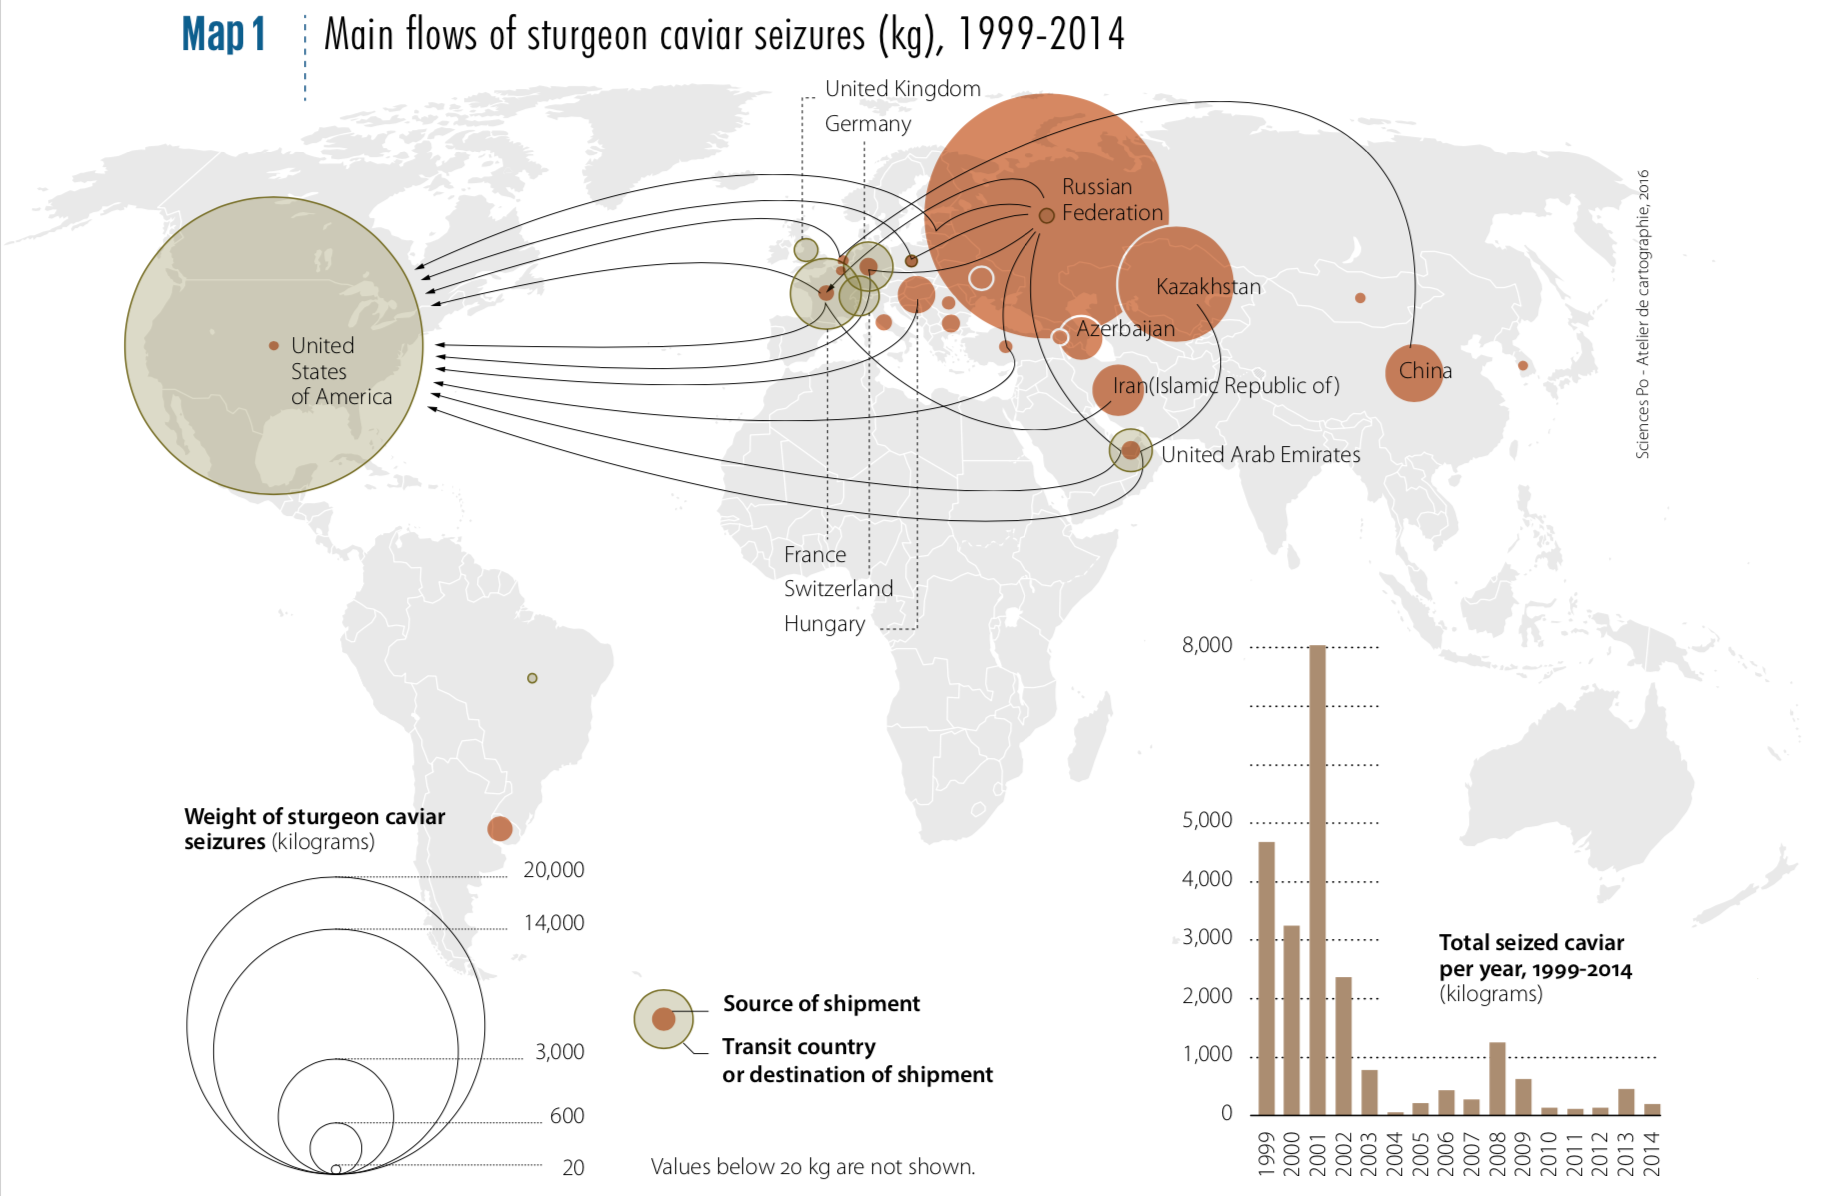 Map 1
Main flows of sturgeon caviar seizures (kg), 1999-2014
United Kingdom
Germany
Russian
Federation
Kazakhstan
Azerbaijan
United
States
of America
China
Iran(Islamic Republic of)
United Arab Emirates
France
Switzerland
Hungary
Sciences Po - Atelier de cartographie, 2016
Weight of sturgeon caviar
seizures (kilograms)
20,000
14,000
3,000
600
20
Source of shipment
Transit country
or destination of shipment
Values below 20 kg are not shown.
8,000
5,000
4,000
3,000
2,000
1,000
0
Total seized caviar
per year, 1999-2014
(kilograms)
1999
2000
2001
2002
2003
2004
2005
2006
2007
2008
2009
2010
2011
2012
2013
2014